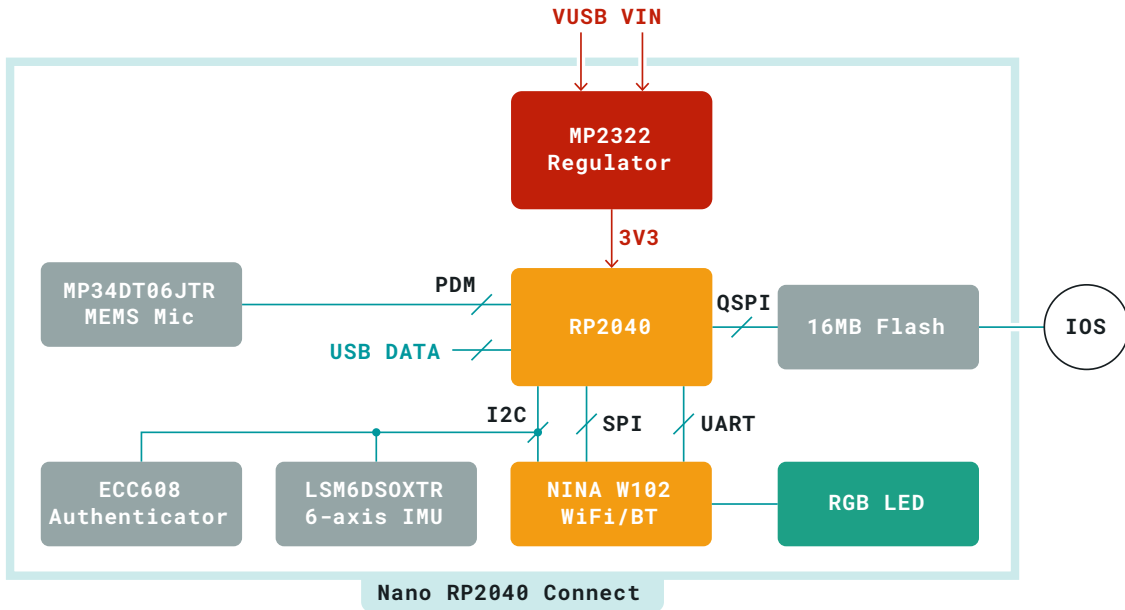 VUSB VIN
MP2322
Regulator
3V3
MP34DT06JTR
MEMS Mic
PDM
RP2040
QSPI
16MB Flash
IOS
USB DATA
I2C
SPI
UART
ECC608
Authenticator
LSM6DSOXTR
6-axis IMU
NINA W102
WiFi/BT
RGB LED
Nano RP2040 Connect